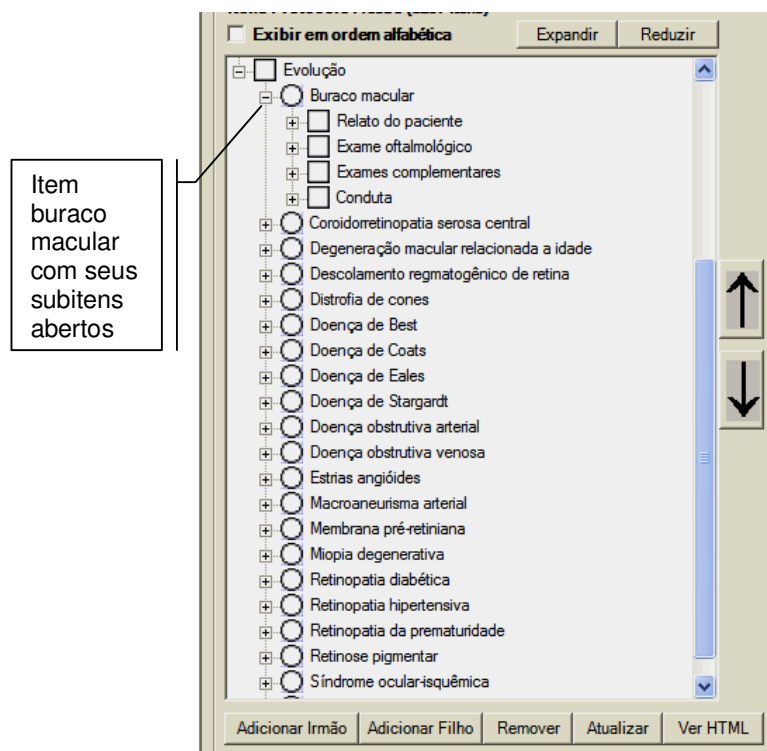 Exibir em ordem alfabética
Expandir
Reduzir
Evolução
Buraco macular
Relato do paciente
Exame oftalmológico
Exames complementares
Conduta
Coroidorretinopatia serosa central
Degeneração macular relacionada a idade
Descolamento regmatogênico de retina
Distrofia de cones
Doença de Best
Doença de Coats
Doença de Eales
Doença de Stargardt
Doença obstrutiva arterial
Doença obstrutiva venosa
Estrias angióides
Macroaneurisma arterial
Membrana pré-retiniana
Miopia degenerativa
Retinopatia diabética
Retinopatia hipertensiva
Retinopatia da prematuridade
Retinose pigmentar
Síndrome ocular-isquêmica
Adicionar Irmão
Adicionar Filho
Remover
Atualizar
Ver HTML
Item
buraco
macular
com seus
subitens
abertos